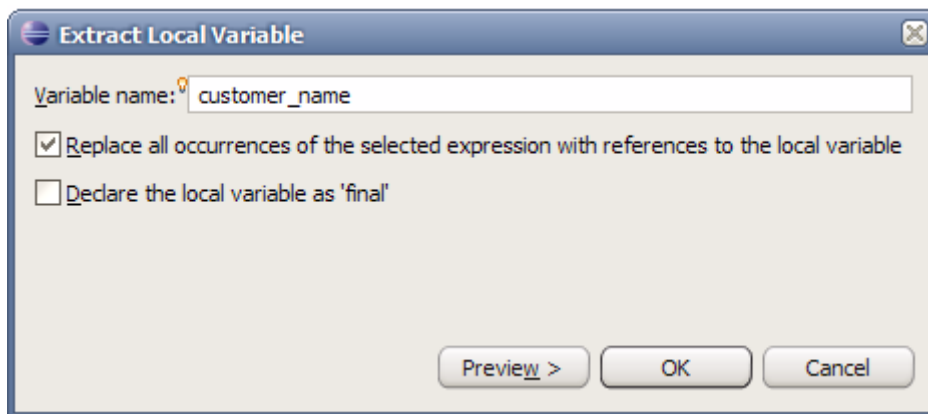 Extract Local Variable
Variable name: customer_name
Replace all occurrences of the selected expression with references to the local variable
Declare the local variable as 'final'
Preview > OK Cancel